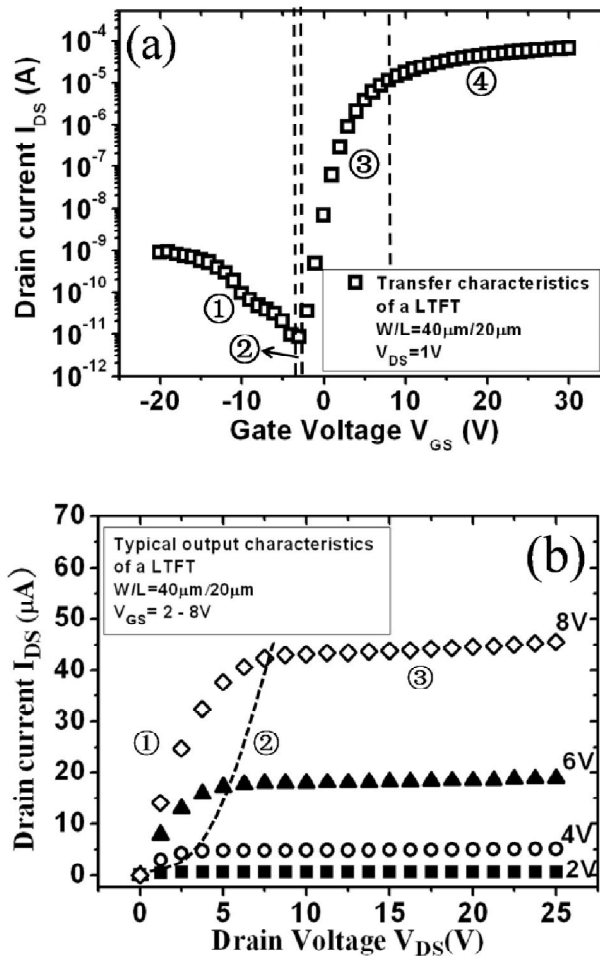 (a)
Drain current I_DS (A)
10⁻⁴
10⁻⁵
10⁻⁶
10⁻⁷
10⁻⁸
10⁻⁹
10⁻¹⁰
10⁻¹¹
10⁻¹²
①
②
③
④
Transfer characteristics
of a LTFT
W/L=40μm/20μm
V_DS=1V
-20 -10 0 10 20 30
Gate Voltage V_GS (V)
(b)
Drain current I_DS (μA)
70
60
50
40
30
20
10
0
Typical output characteristics
of a LTFT
W/L=40μm/20μm
V_GS= 2 - 8V
8V
①
②
③
6V
4V
2V
0 5 10 15 20 25
Drain Voltage V_DS(V)